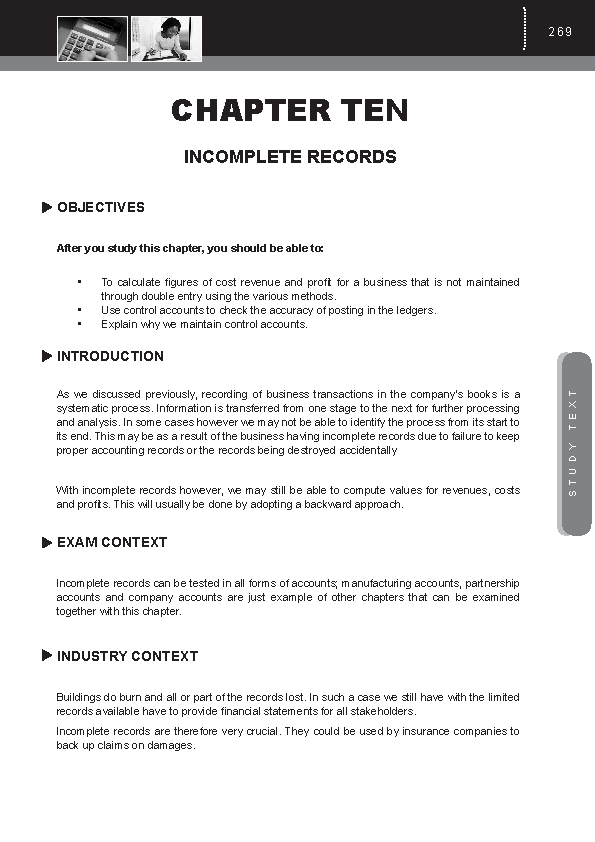 269
CHAPTER TEN
INCOMPLETE RECORDS
OBJECTIVES
After you study this chapter, you should be able to:
• To calculate figures of cost revenue and profit for a business that is not maintained
through double entry using the various methods.
• Use control accounts to check the accuracy of posting in the ledgers.
• Explain why we maintain control accounts.
INTRODUCTION
As we discussed previously, recording of business transactions in the company's books is a
systematic process. Information is transferred from one stage to the next for further processing
and analysis. In some cases however we may not be able to identify the process from its start to
its end. This may be as a result of the business having incomplete records due to failure to keep
proper accounting records or the records being destroyed accidentally
With incomplete records however, we may still be able to compute values for revenues, costs
and profits. This will usually be done by adopting a backward approach.
EXAM CONTEXT
Incomplete records can be tested in all forms of accounts; manufacturing accounts, partnership
accounts and company accounts are just example of other chapters that can be examined
together with this chapter.
INDUSTRY CONTEXT
Buildings do burn and all or part of the records lost. In such a case we still have with the limited
records available have to provide financial statements for all stakeholders.
Incomplete records are therefore very crucial. They could be used by insurance companies to
back up claims on damages.
STUDY TEXT